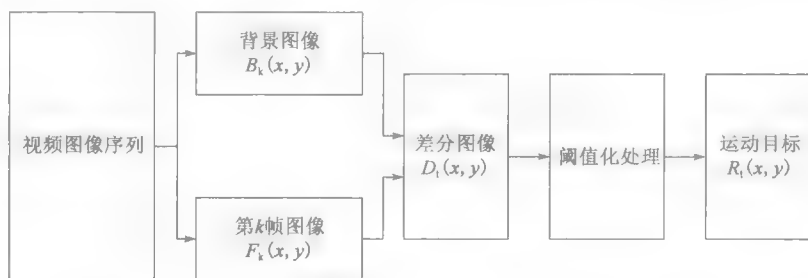 视频图像序列
背景图像
B_k(x, y)
第k帧图像
F_k(x, y)
差分图像
D_t(x, y)
阈值化处理
运动目标
R_t(x, y)